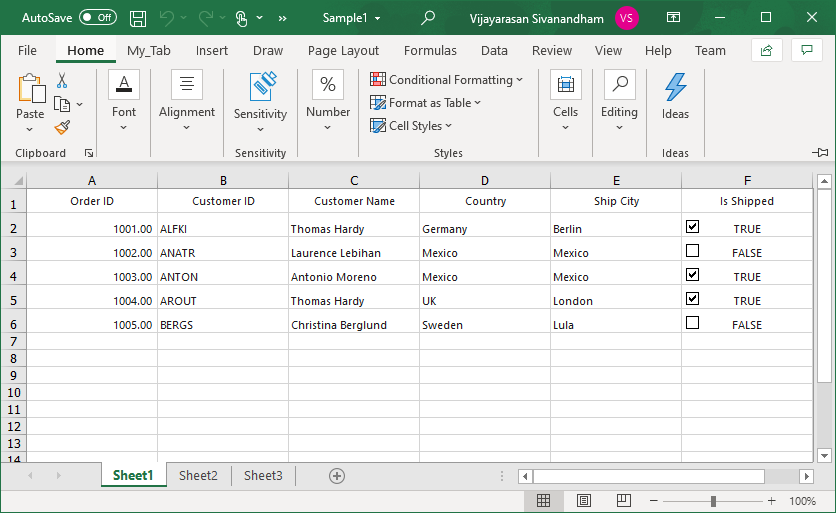 AutoSave Off Sample1 Vijayarasan Sivanandham VS
File Home My_Tab Insert Draw Page Layout Formulas Data Review View Help Team
Paste Font Alignment Sensitivity % Number Conditional Formatting Format as Table Cell Styles Cells Editing Ideas
Clipboard Sensitivity Styles Ideas
A B C D E F
1 Order ID Customer ID Customer Name Country Ship City Is Shipped
2 1001.00 ALFKI Thomas Hardy Germany Berlin TRUE
3 1002.00 ANATR Laurence Lebihan Mexico Mexico FALSE
4 1003.00 ANTON Antonio Moreno Mexico Mexico TRUE
5 1004.00 AROUT Thomas Hardy UK London TRUE
6 1005.00 BERGS Christina Berglund Sweden Lula FALSE
7
8
9
10
11
12
13
14
Sheet1 Sheet2 Sheet3
100%